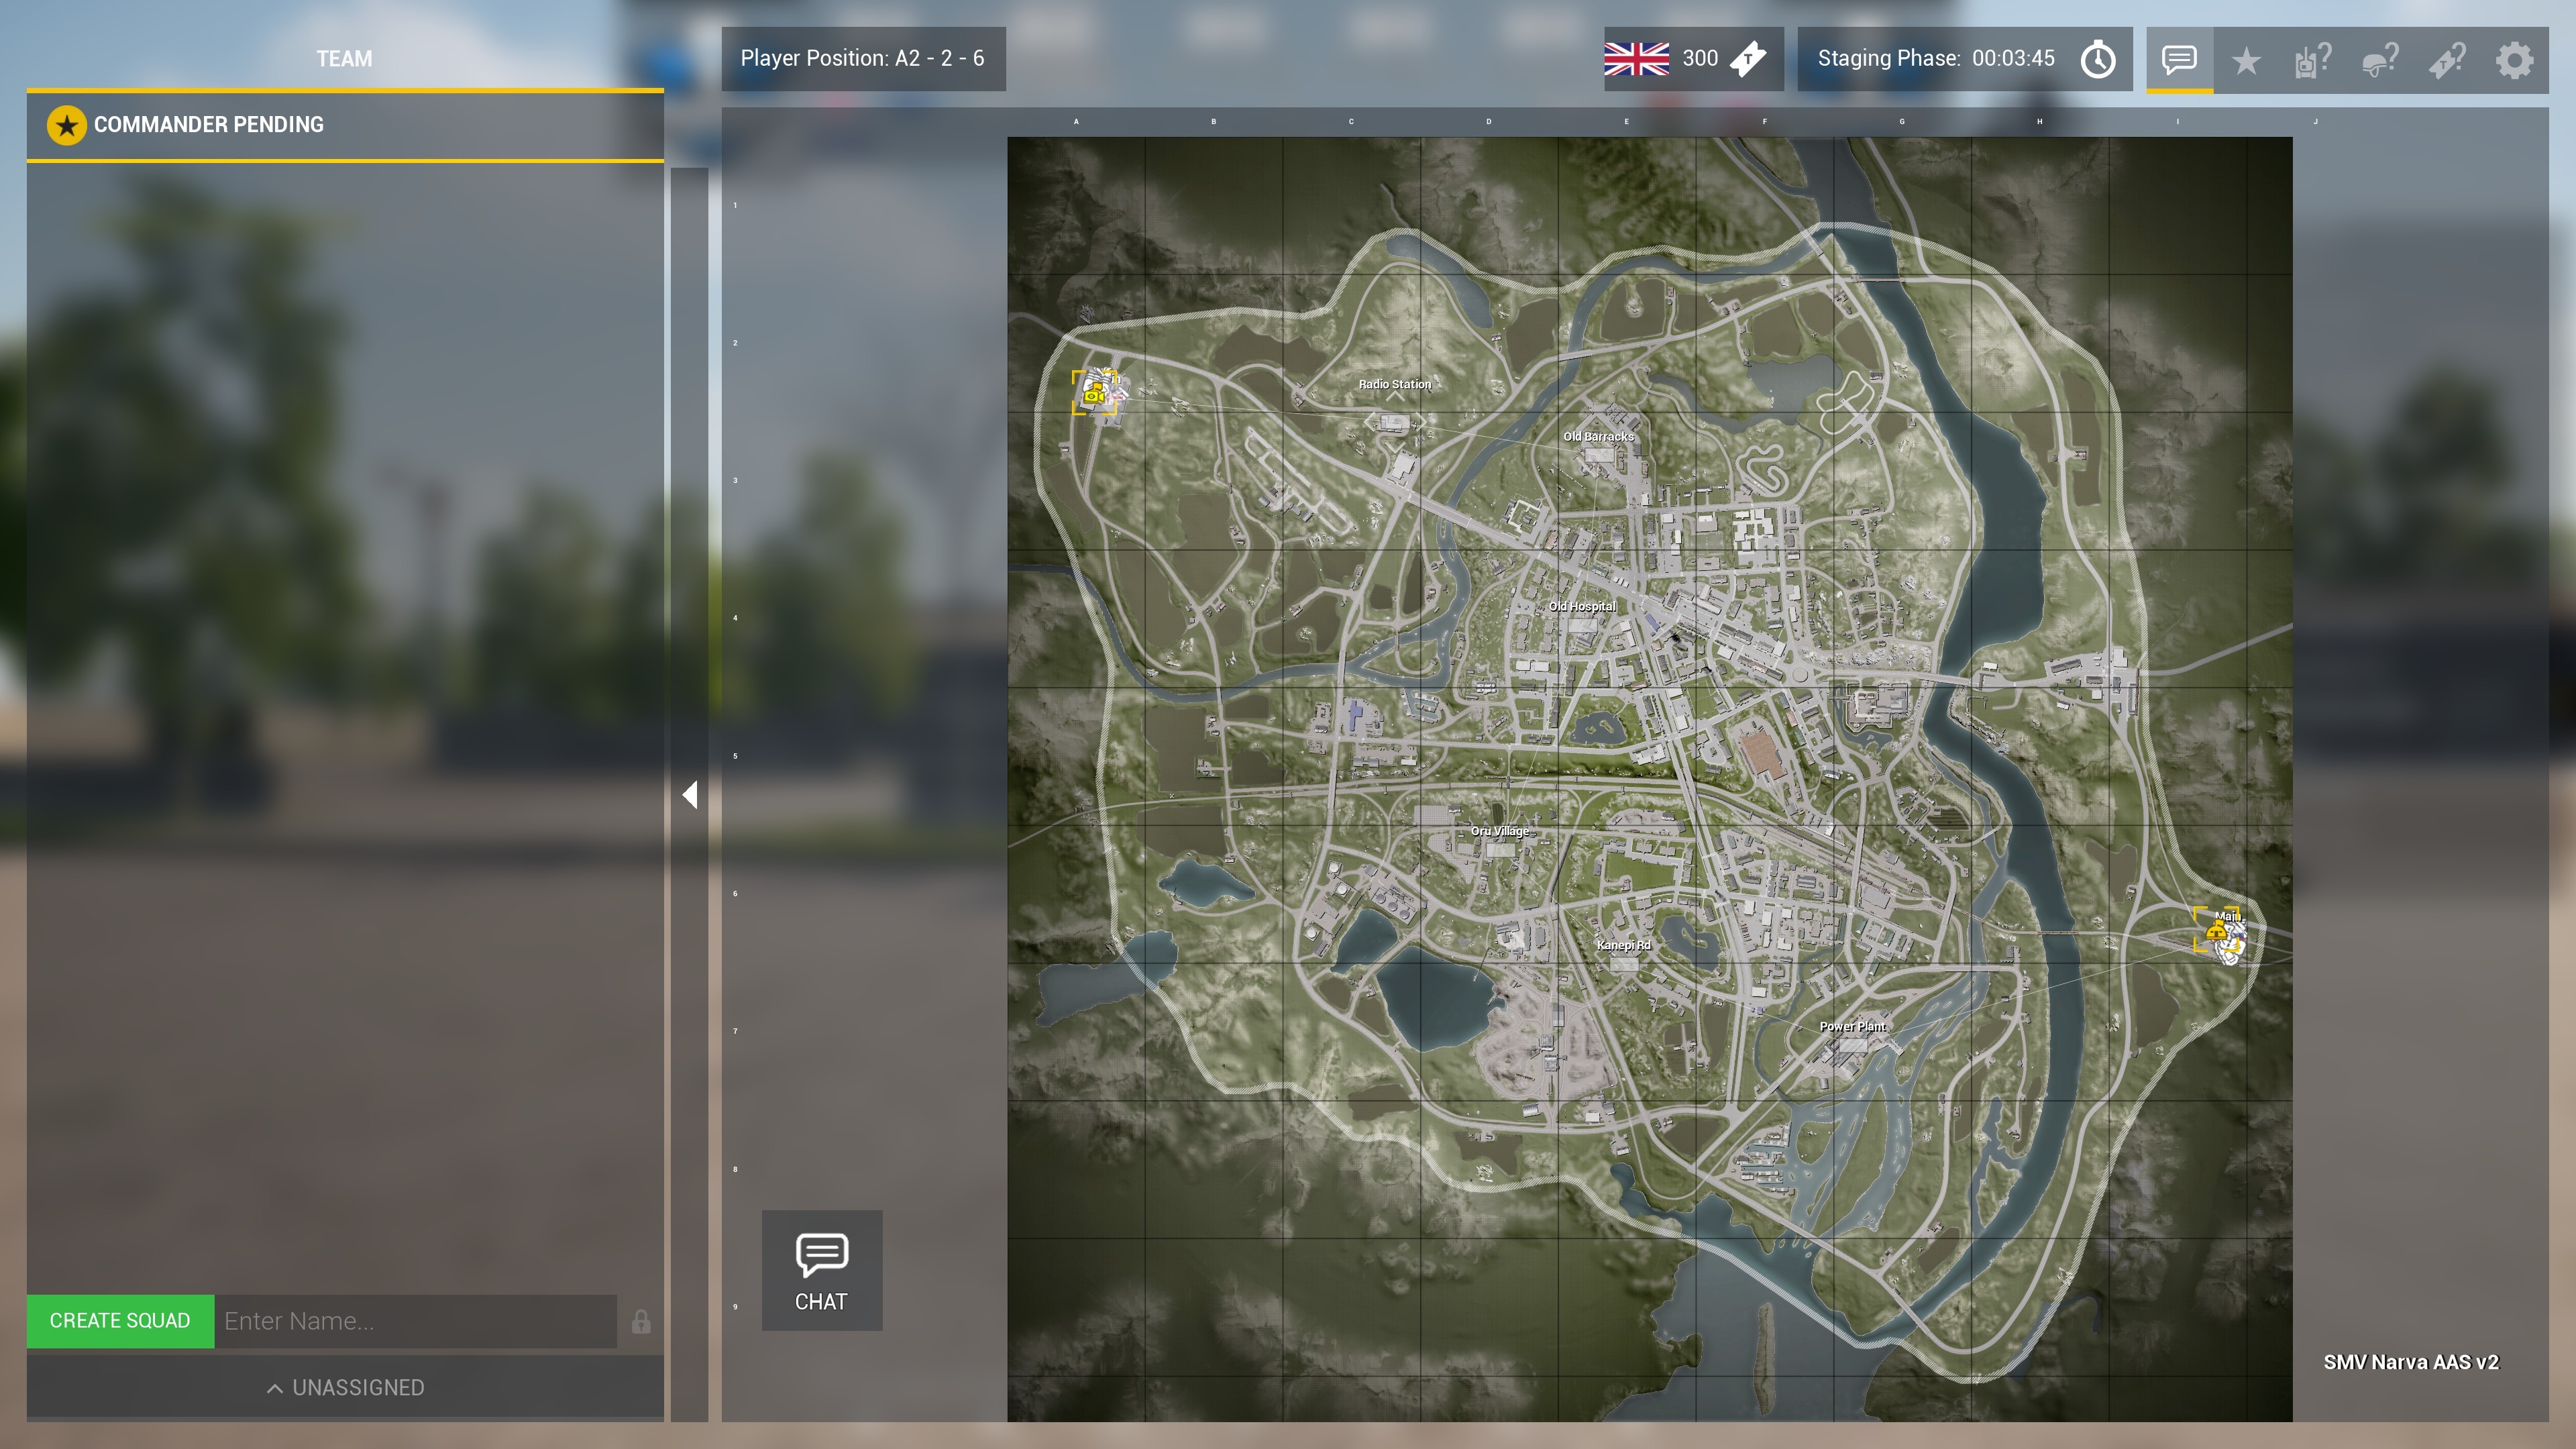 TEAM
Player Position: A2 - 2 - 6
300
Staging Phase: 00:03:45
COMMANDER PENDING
A B C D E F G H I J
1
2
3
4
5
6
7
8
9
Radio Station
Old Barracks
Old Hospital
Oru Village
Main
Kanepi Rd
Power Plant
CHAT
CREATE SQUAD
Enter Name...
UNASSIGNED
SMV Narva AAS v2